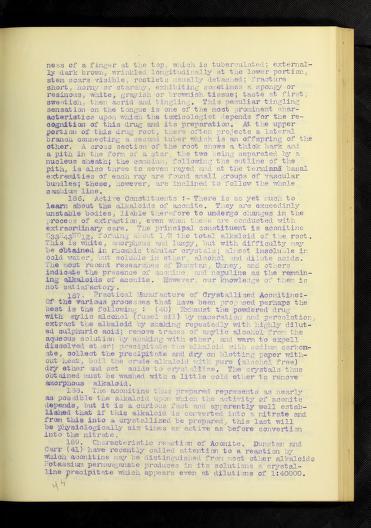 ness of a finger at the top, which is tuberculated; external-
ly dark brown, wrinkled longitudinally at the lower portion,
stem scars visible, rootlets usually detached; fracture
short, horny or starchy, exhibiting sometimes a spongy or
resinous, white, grayish or brownish tissue; taste at first,
sweetish, then acrid and tingling. This peculiar tingling
sensation on the tongue is one of the most prominent char-
acteristics upon which the toxicologist depends for the re-
cognition of this drug and its preparation. At the upper
portion of this drug root, there often projects a lateral
branch connecting a second tuber which is an offspring of the
other. A cross section of the root shows a thick bark and
a pith in the form of a star, the two being separated by a
nucleus sheath; the cambium, following the outline of the
pith, is also three to seven rayed and at the terminal basal
extremities of each ray are found small groups of vascular
bundles; these, however, are inclined to follow the whole
cambium line.
186. Active Constituents :- There is as yet much to
learn about the alkaloids of aconite. They are exceedingly
unstable bodies, liable therefore to undergo changes in the
process of extraction, even when these are conducted with
extraordinary care. The principal constituent is aconitine
forming about 1/3 the total alkaloid of the root.
This is white, amorphous and lumpy, but with difficulty may
be obtained in rhombic tabular crystals; almost insoluble in
cold water, but soluble in ether, alcohol and dilute acids.
The most recent researches of Dunstan, Umney, and others
indicate the presence of aconine, and napuline as the remain-
ing alkaloids of aconite. However, our knowledge of them is
not satisfactory.
187. Practical Manufacture of Crystallized Aconitine:-
Of the various processes that have been proposed perhaps the
best is the following : (40) Exhaust the powdered drug
with amylic alcohol (fusel oil) by maceration and percolation,
extract the alkaloid by shaking repeatedly with highly dilut-
ed sulphuric acid; remove traces of amylic alcohol from the
aqueous solution by shaking with ether, and warm to expell
dissolved ether; precipitate the alkaloid with sodium carbon-
ate, collect the precipitate and dry on blotting paper with-
out heat, boil the crude alkaloid with pure (alcohol free)
dry ether and set aside to crystallize. The crystals thus
obtained must be washed with a little cold ether to remove
amorphous alkaloid.
188. The aconitine thus prepared represents as nearly
as possible the alkaloid upon which the activity of aconite
depends, but it is a curious fact and apparently well estab-
lished that if this alkaloid is converted into a nitrate and
from this into a crystallized be prepared, this last will
be physiologically six times as active as before convertion
into the nitrate.
189. Characteristic reaction of Aconite. Dunstan and
Carr (41) have recently called attention to a reaction by
which aconitine may be distinguished from most other alkaloids
Potassium permanganate produces in its solutions a crystal-
line precipitate which appears even at dilutions of 1:40000.